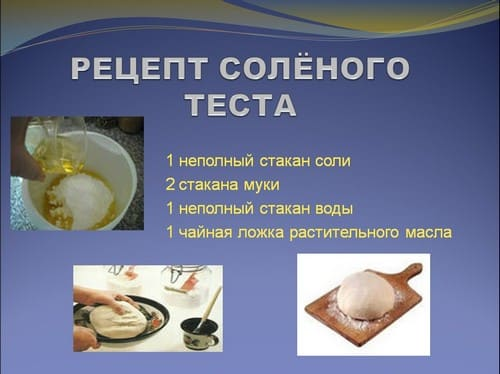 РЕЦЕПТ СОЛЁНОГО
ТЕСТА
1 неполный стакан соли
2 стакана муки
1 неполный стакан воды
1 чайная ложка растительного масла